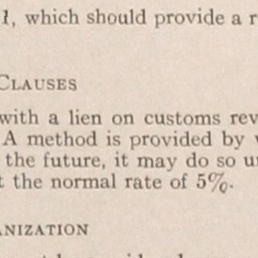 1, which should provide a r
CLAUSES
with a lien on customs rev
A method is provided by
the future, it may do so u
the normal rate of 5%.
ANIZATION